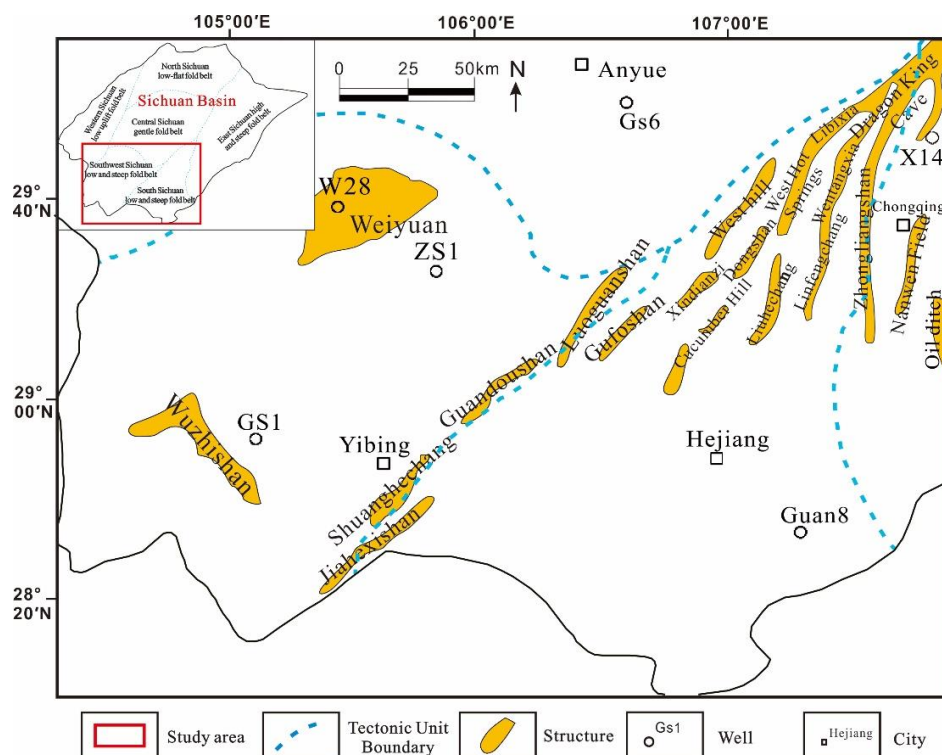 105°00'E
106°00'E
107°00'E
North Sichuan
low-flat fold belt
Sichuan Basin
Western Sichuan
low uplift fold belt
Central Sichuan
gentle fold belt
East Sichuan high
and steep fold belt
Southwest Sichuan
low and steep fold belt
South Sichuan
low and steep fold belt
0 25 50km
N
Anyue
Gs6
Dragon King
Cave
Libixia
X14
West Hot
Springs
Wentangxia
West hill
Dongshan
Zhongliangshan
Chongqing
29°
40'N
W28
Weiyuan
ZS1
Linfengchang
Nanwen Field
Xindianzi
Liuhechang
Oil ditch
Luoguanshan
Gufoshan
Cucumber Hill
29°
00'N
Guandoushan
Wuzhishan
GS1
Yibing
Hejiang
Shuanghechang
Guan8
Jiahexishan
28°
20'N
Study area
Tectonic Unit
Boundary
Structure
Gs1
Well
Hejiang
City